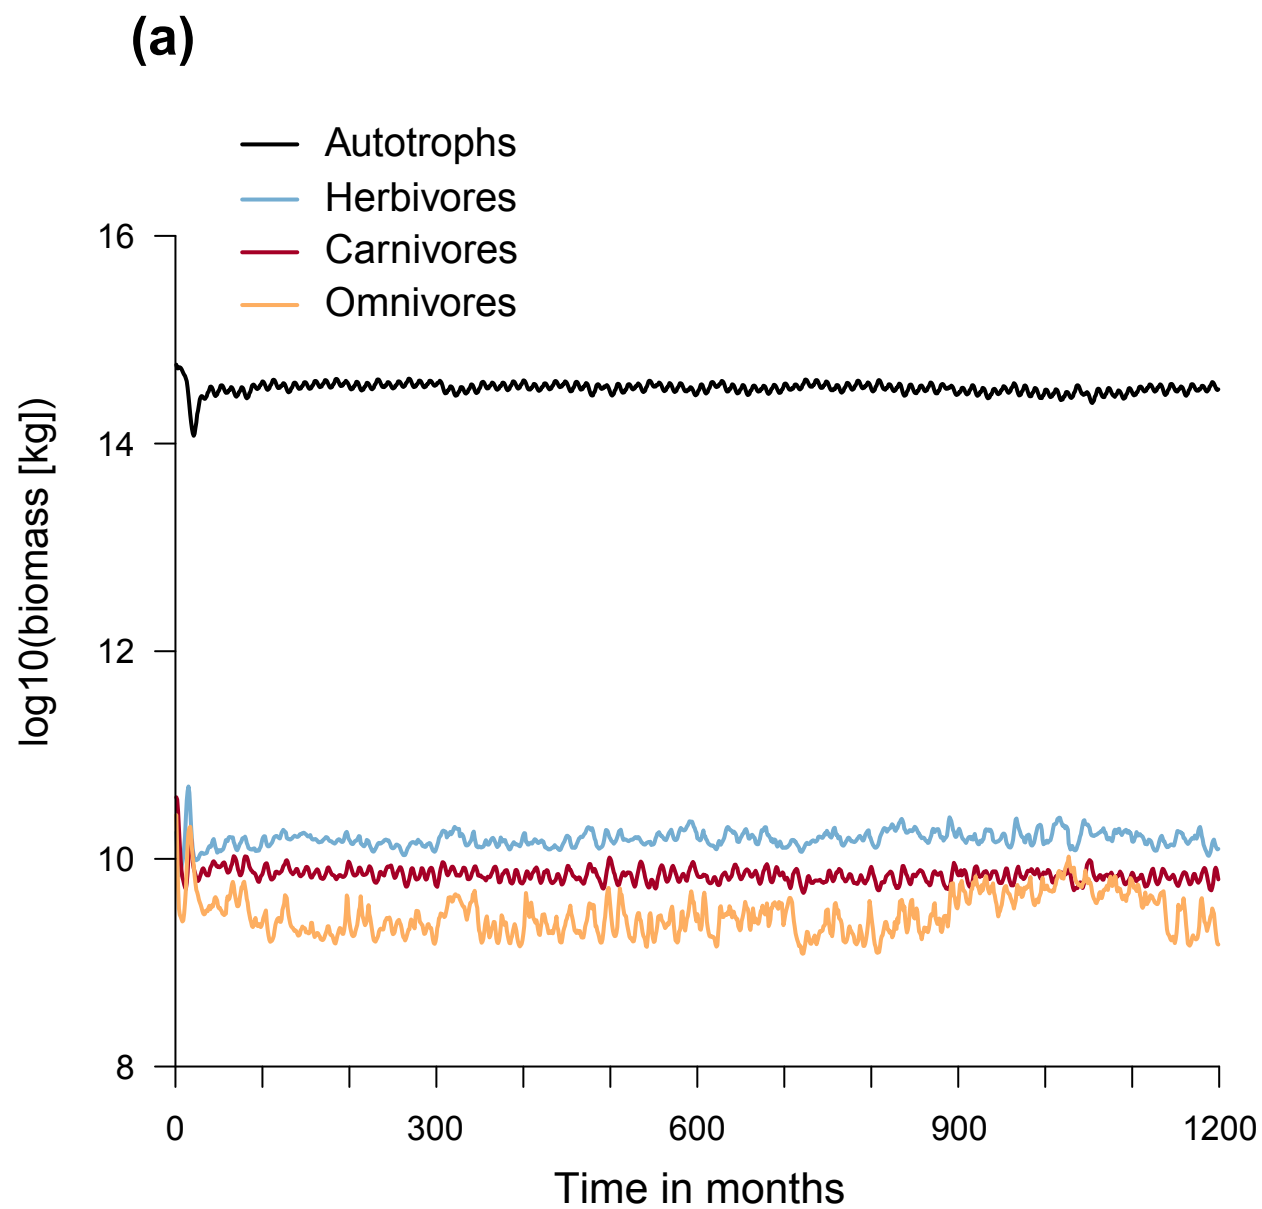 (a)
Autotrophs
Herbivores
Carnivores
Omnivores
16
14
12
10
8
log10(biomass [kg])
0 300 600 900 1200
Time in months